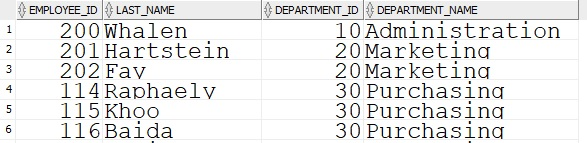 EMPLOYEE_ID LAST_NAME DEPARTMENT_ID DEPARTMENT_NAME
1 200 Whalen 10 Administration
2 201 Hartstein 20 Marketing
3 202 Fay 20 Marketing
4 114 Raphaely 30 Purchasing
5 115 Khoo 30 Purchasing
6 116 Baida 30 Purchasing